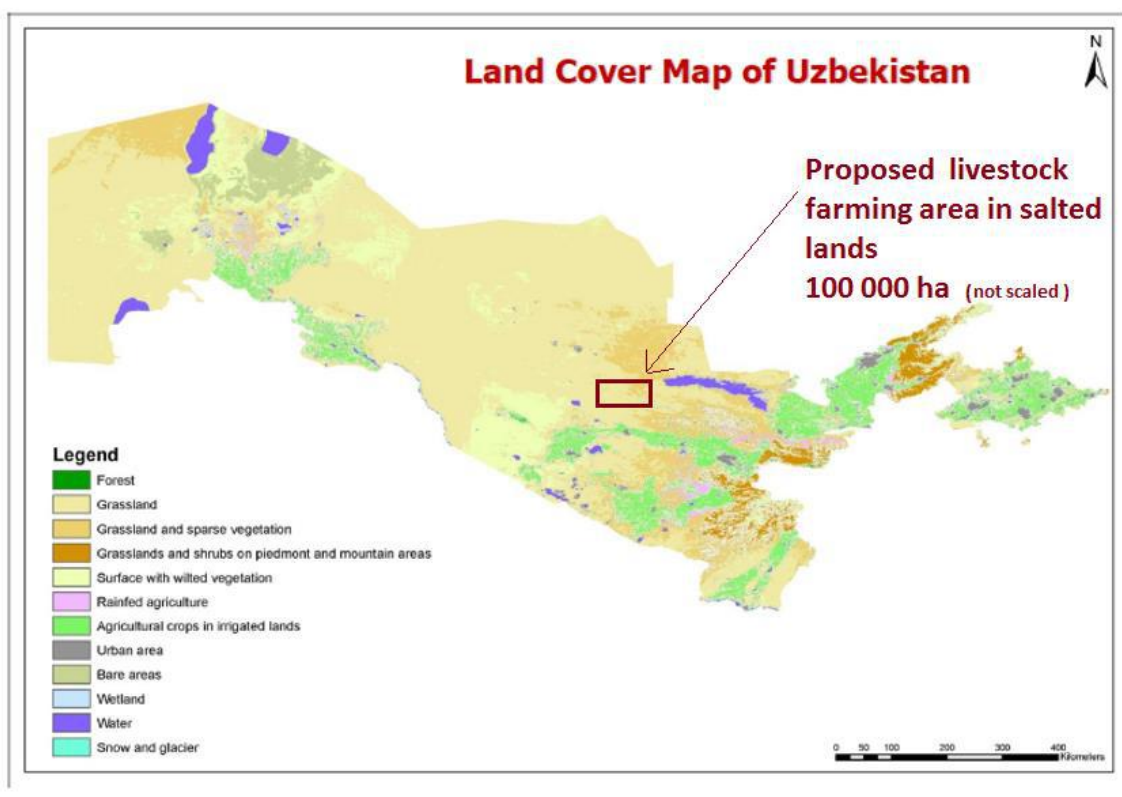 N
Land Cover Map of Uzbekistan
Proposed livestock
farming area in salted
lands
100 000 ha (not scaled )
Legend
Forest
Grassland
Grassland and sparse vegetation
Grasslands and shrubs on piedmont and mountain areas
Surface with wilted vegetation
Rainfed agriculture
Agricultural crops in irrigated lands
Urban area
Bare areas
Wetland
Water
Snow and glacier
0 50 100 200 300 400
Kilometers